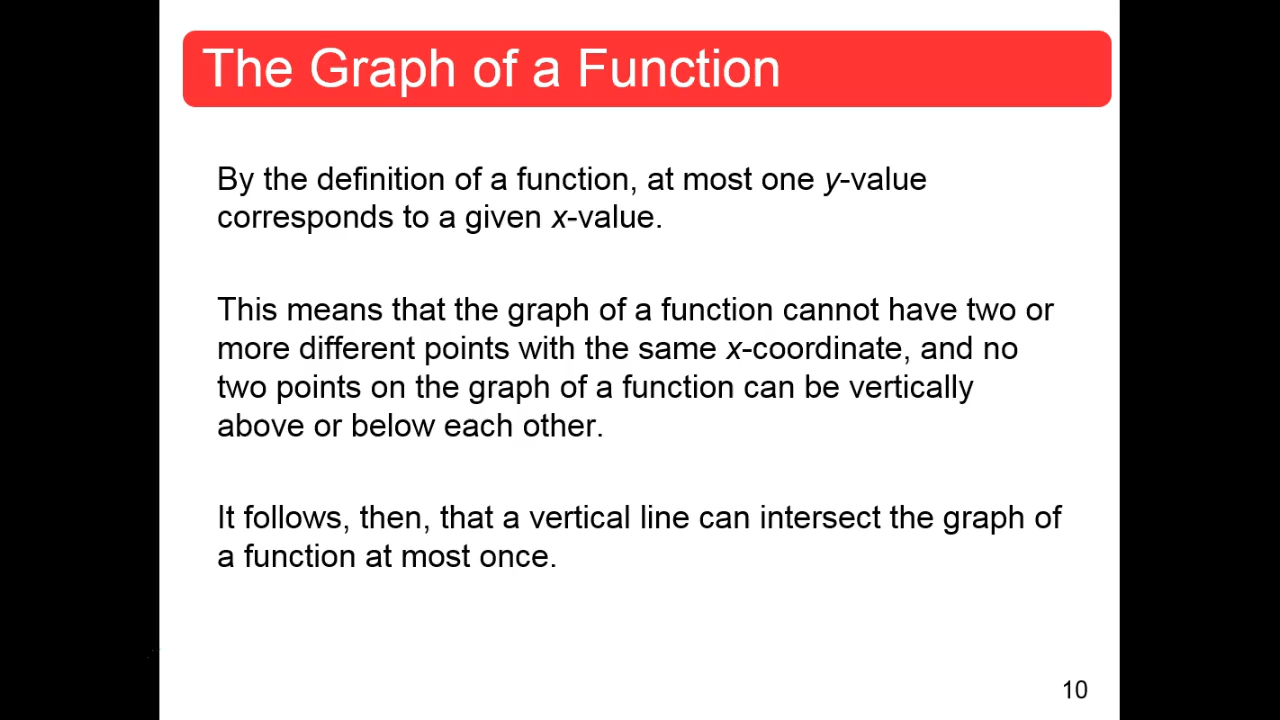 The Graph of a Function
By the definition of a function, at most one y-value
corresponds to a given x-value.
This means that the graph of a function cannot have two or
more different points with the same x-coordinate, and no
two points on the graph of a function can be vertically
above or below each other.
It follows, then, that a vertical line can intersect the graph of
a function at most once.
10